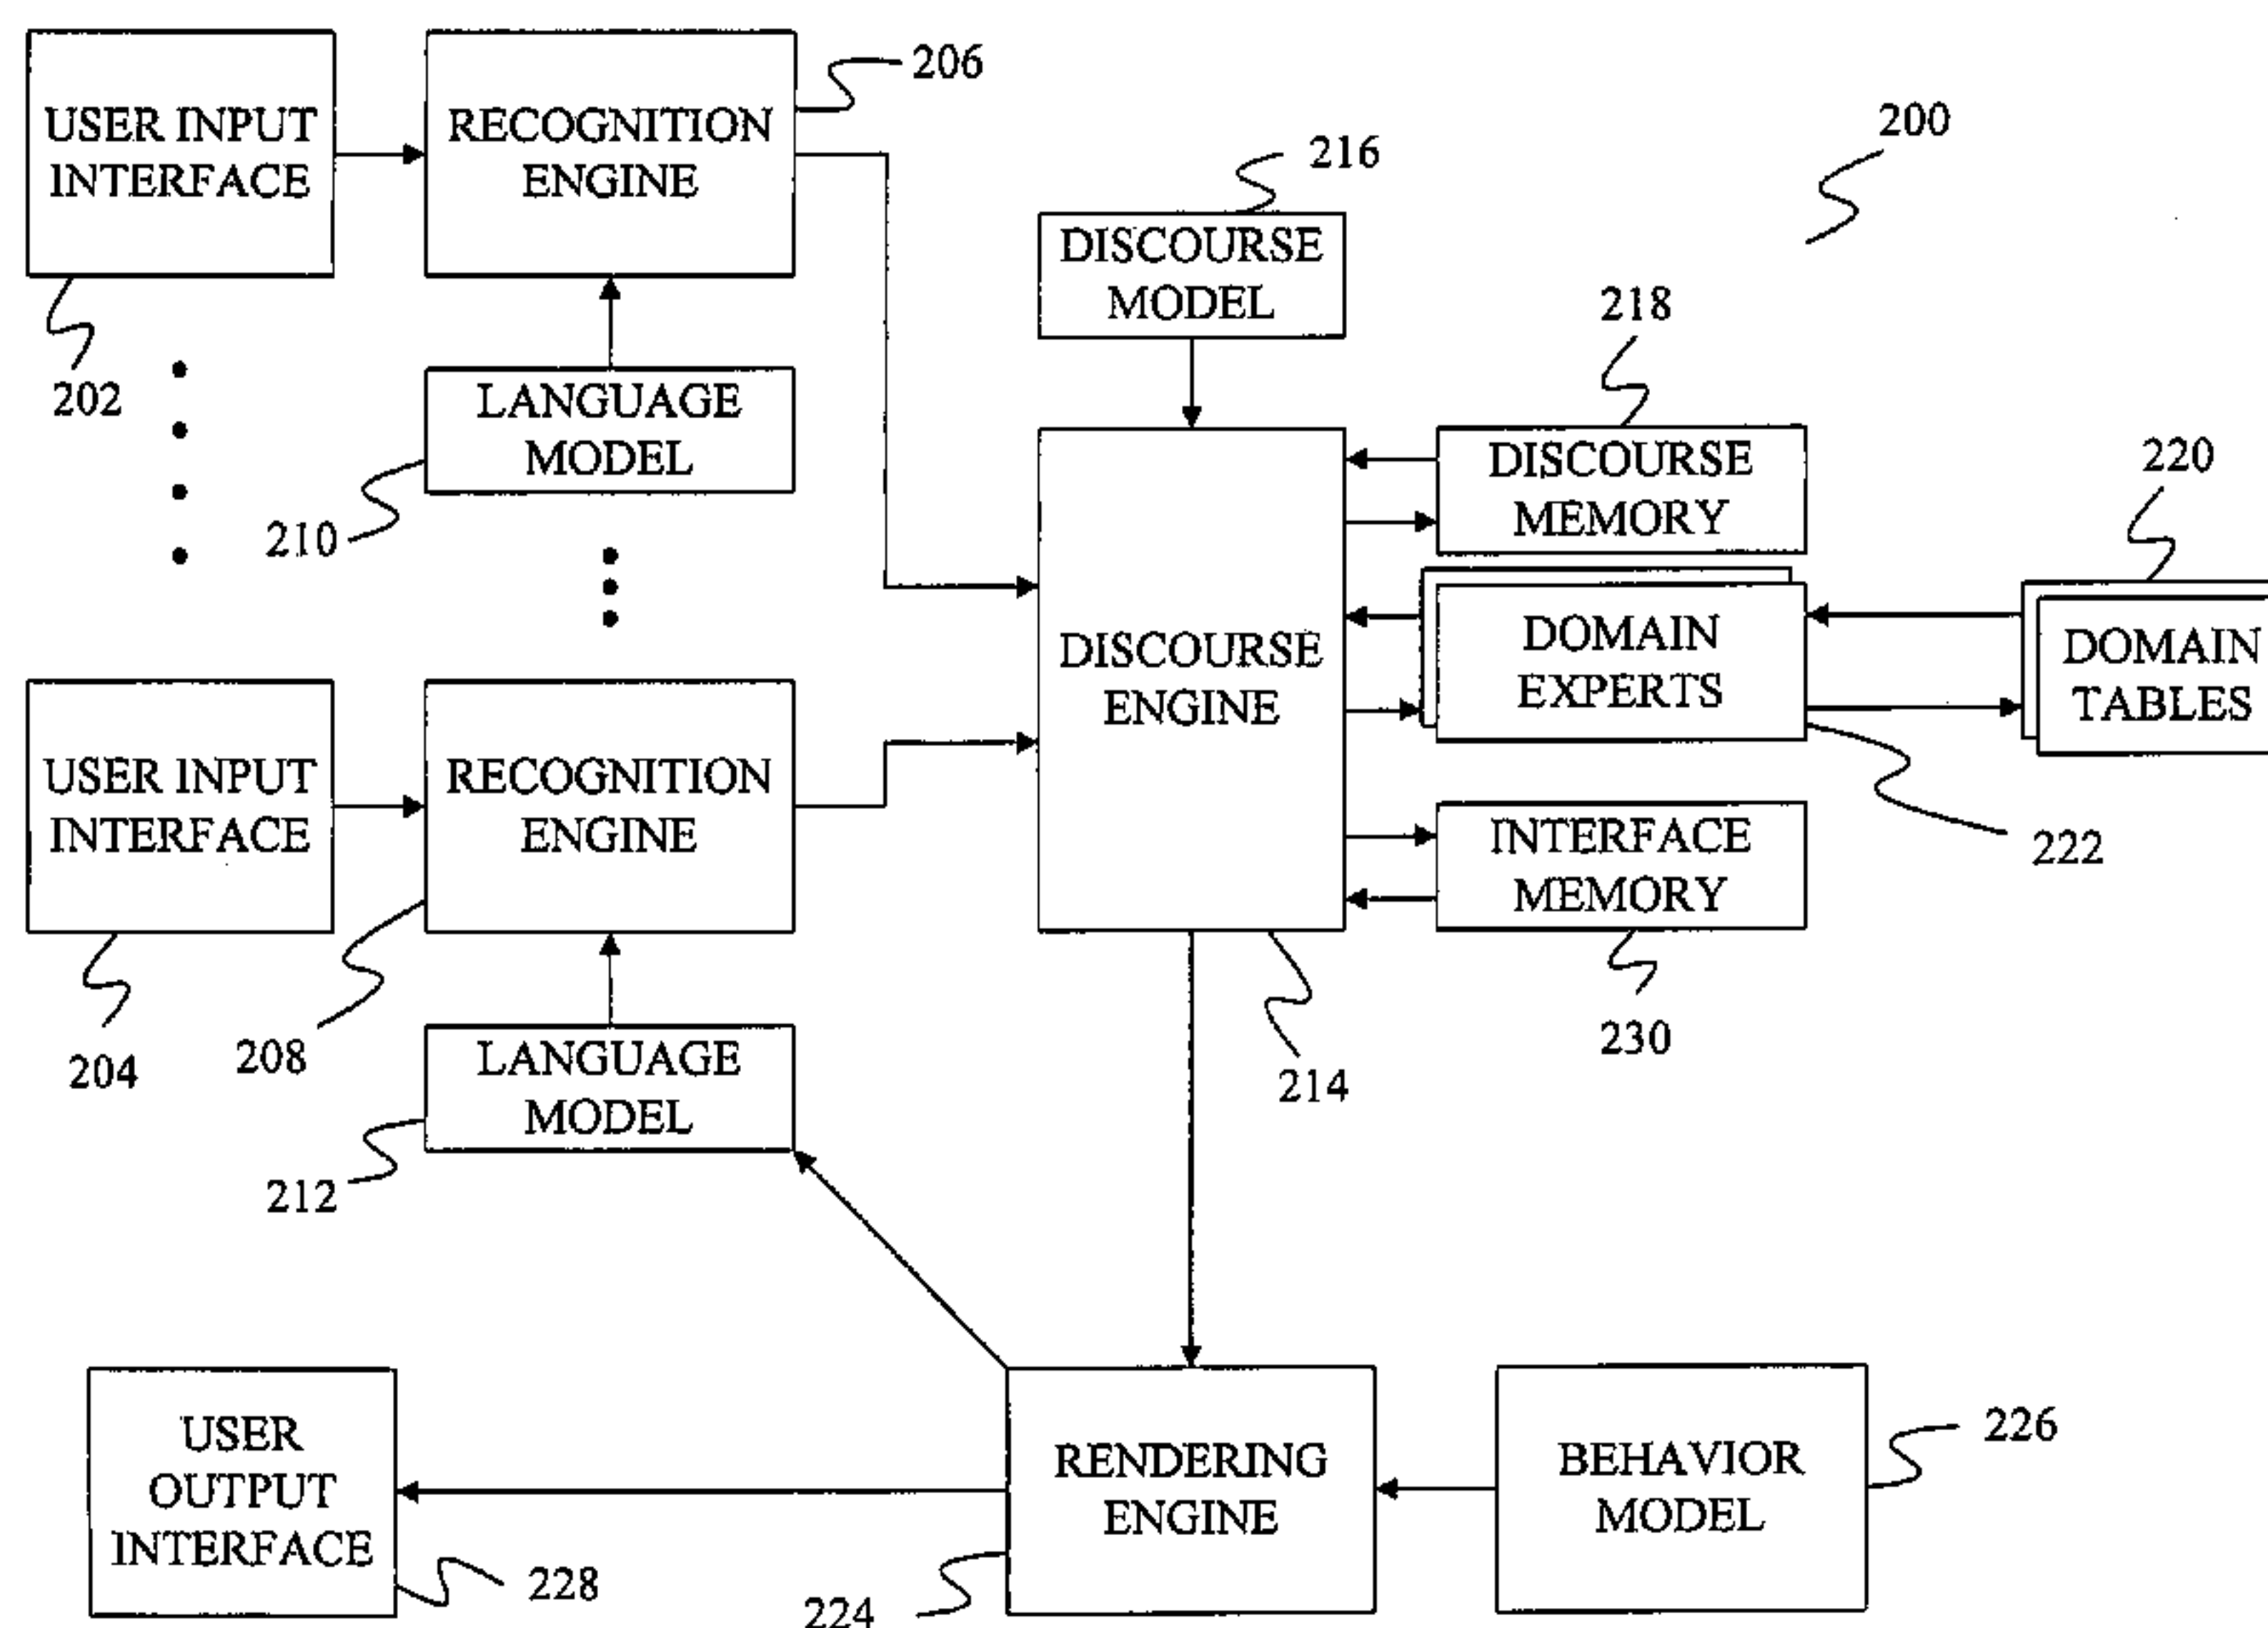 USER INPUT
INTERFACE
202
RECOGNITION
ENGINE
206
LANGUAGE
MODEL
210
USER INPUT
INTERFACE
204
RECOGNITION
ENGINE
208
LANGUAGE
MODEL
212
DISCOURSE
MODEL
216
200
DISCOURSE
ENGINE
214
DISCOURSE
MEMORY
218
DOMAIN
EXPERTS
222
DOMAIN
TABLES
220
INTERFACE
MEMORY
230
USER
OUTPUT
INTERFACE
228
RENDERING
ENGINE
224
BEHAVIOR
MODEL
226